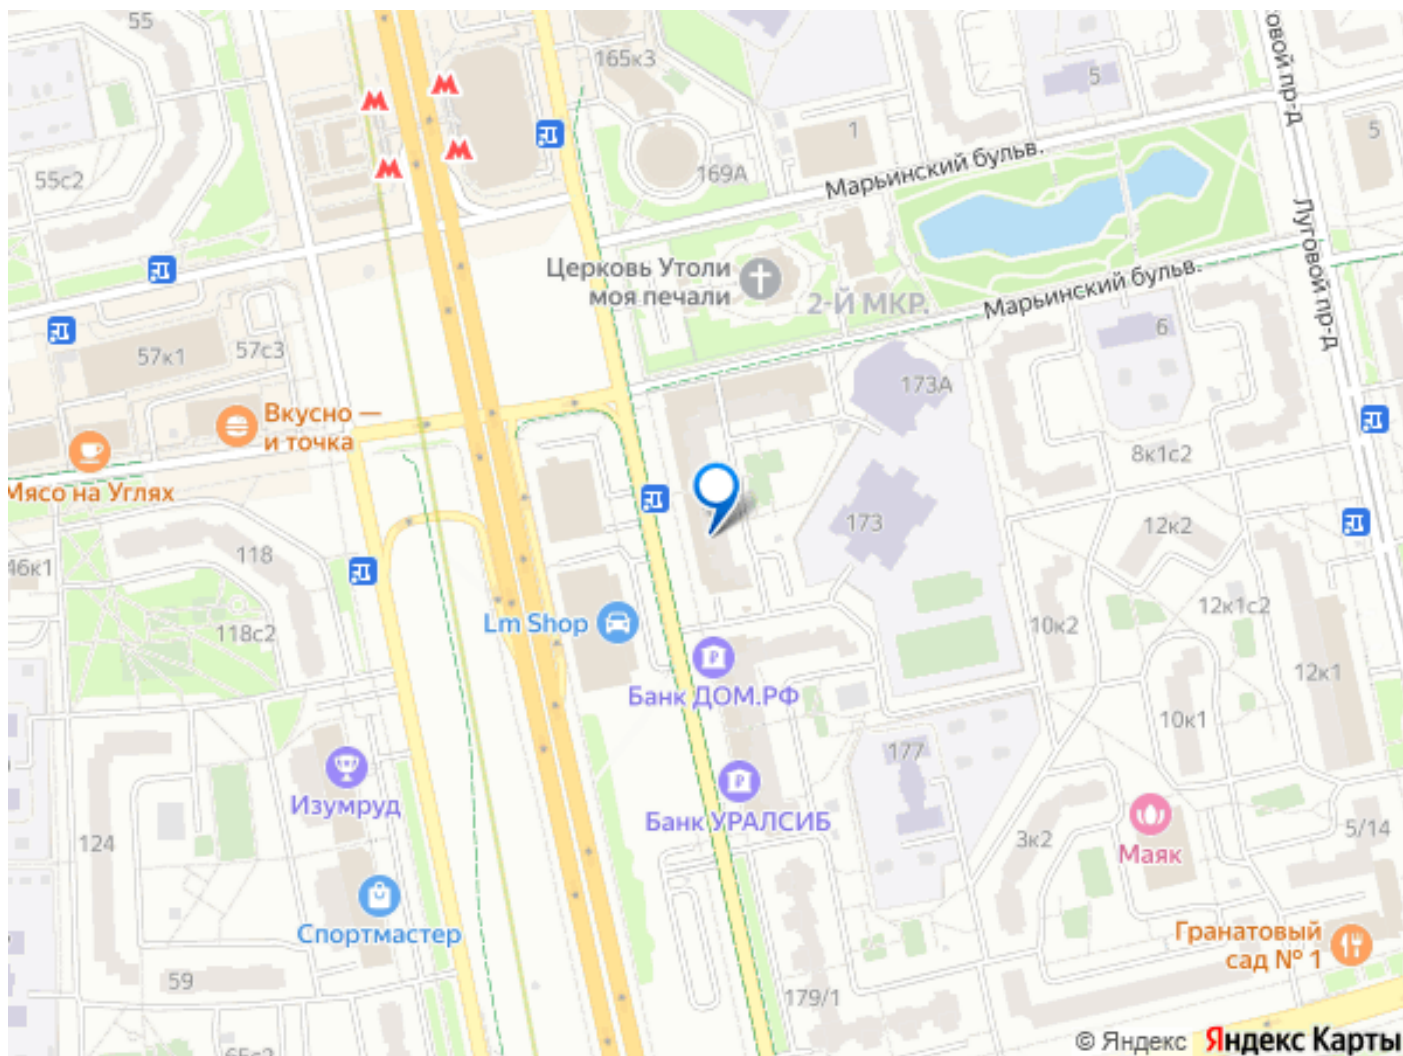 55
165к3
5
Луговой пр-д
1
5
55с2
169А
Марьинский бульв.
Церковь Утоли
моя печали
2-Й МКР.
Марьинский бульв.
Луговой пр-д
6
57к1
57с3
173А
Вкусно —
и точка
8к1с2
Мясо на Углях
173
12к2
46к1
118
118с2
12к1с2
10к2
Lm Shop
12к1
Банк ДОМ.РФ
10к1
177
Изумруд
Банк УРАЛСИБ
124
3к2
Маяк
5/14
Спортмастер
Гранатовый
сад № 1
59
179/1
65с2
© Яндекс Яндекс Карты